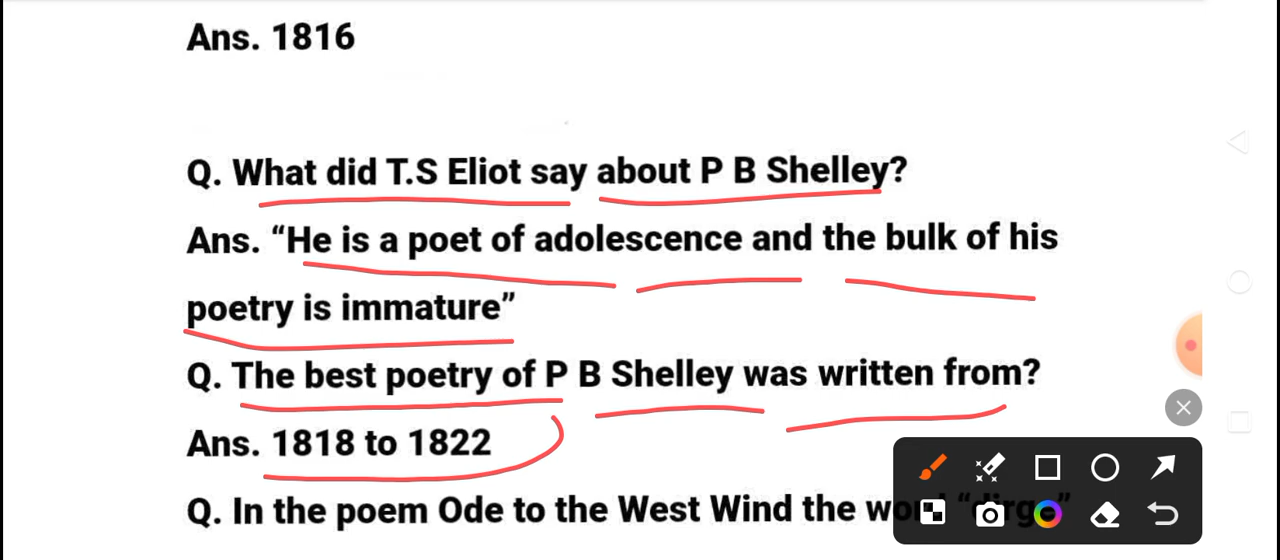 Ans. 1816
Q. What did T.S Eliot say about P B Shelley?
Ans. “He is a poet of adolescence and the bulk of his
poetry is immature”
Q. The best poetry of P B Shelley was written from?
Ans. 1818 to 1822
Q. In the poem Ode to the West Wind the word “dirge”